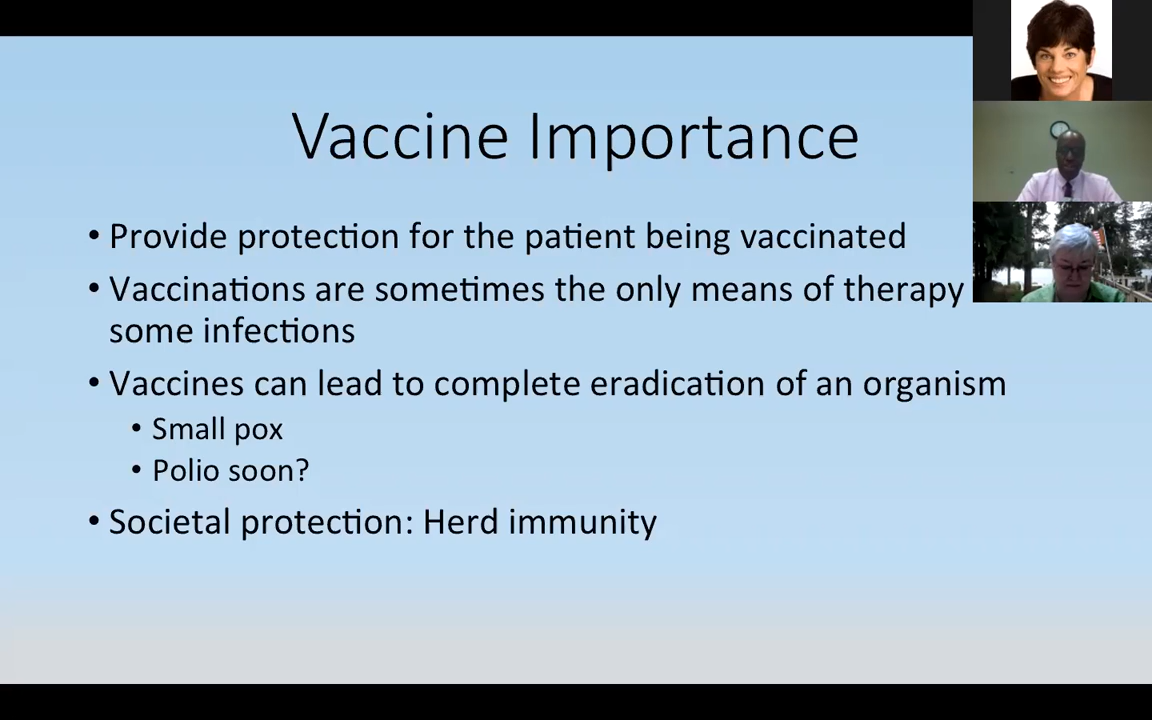 Vaccine Importance
• Provide protection for the patient being vaccinated
• Vaccinations are sometimes the only means of therapy
some infections
• Vaccines can lead to complete eradication of an organism
• Small pox
• Polio soon?
• Societal protection: Herd immunity